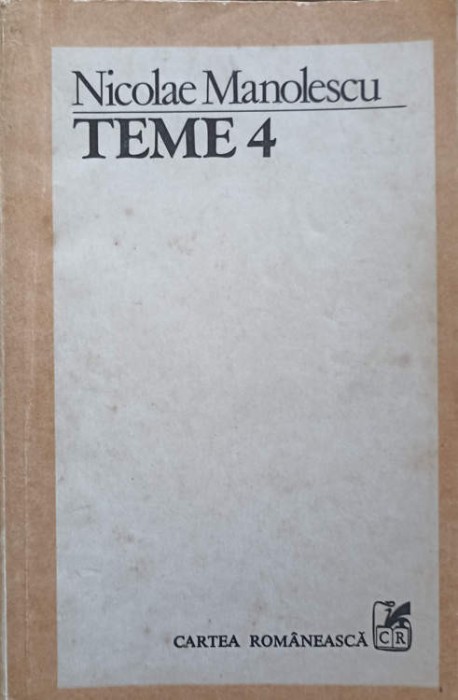 Nicolae Manolescu
TEME 4
CARTEA ROMÂNEASCĂ CR